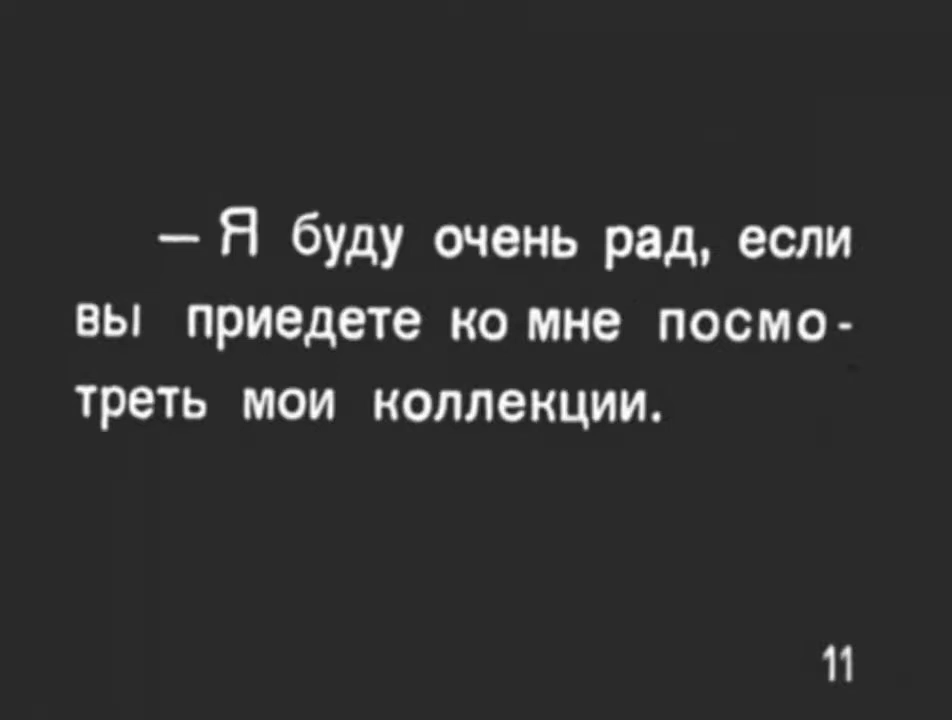 — Я буду очень рад, если
вы приедете ко мне посмо-
треть мои коллекции.
11